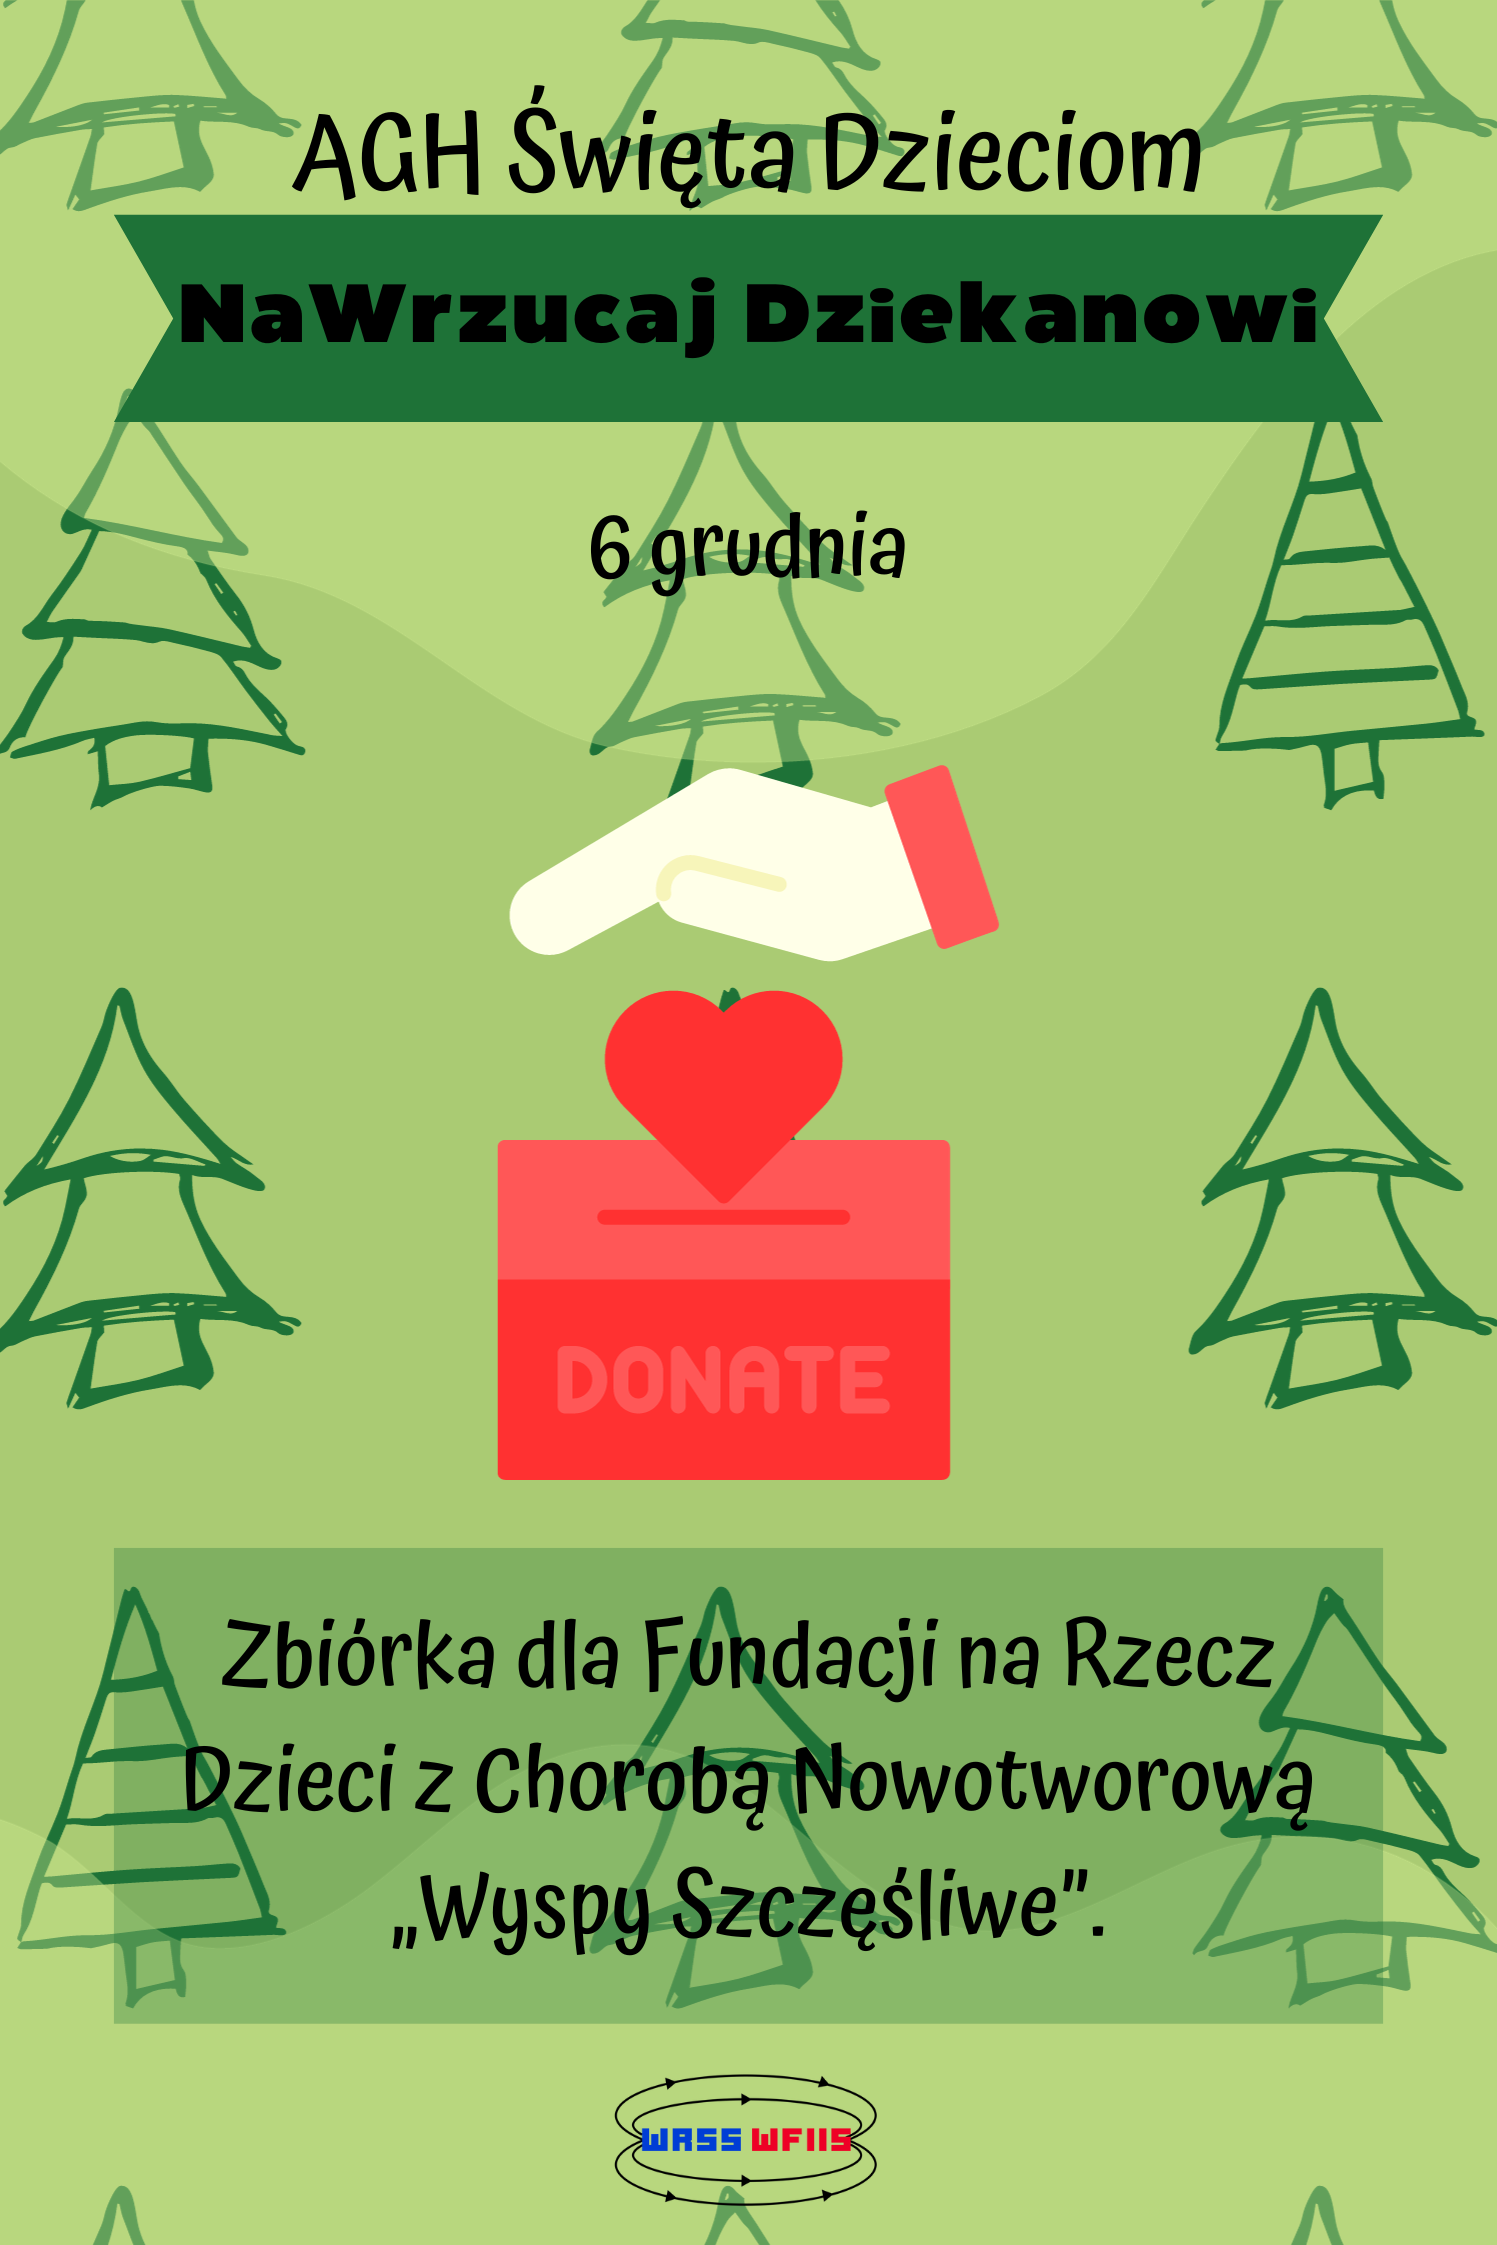 AGH Święta Dzieciom
NaWrzucaj Dziekanowi
6 grudnia
DONATE
Zbiórka dla Fundacji na Rzecz
Dzieci z Chorobą Nowotworową
„Wyspy Szczęśliwe”.
WRSS WFIIS